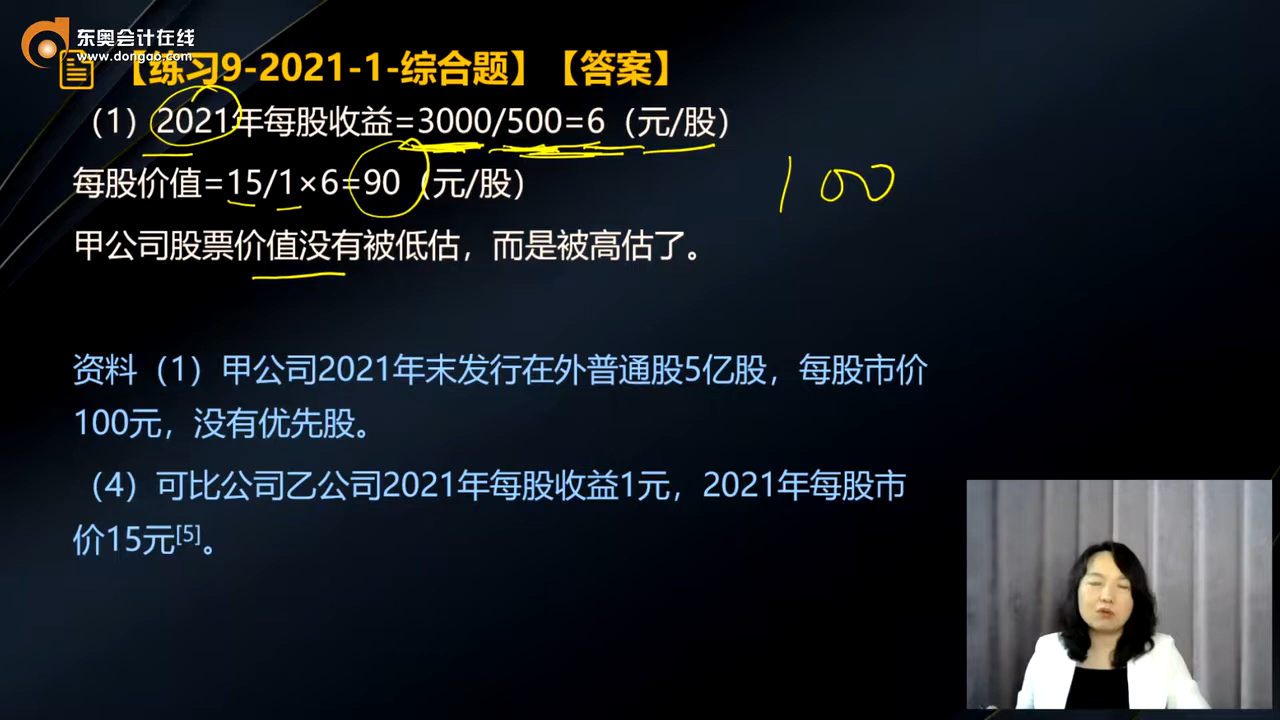 东奥会计在线
www.dongao.com
【练习9-2021-1-综合题】【答案】
（1）2021年每股收益=3000/500=6（元/股）
每股价值=15/1×6=90（元/股）
100
甲公司股票价值没有被低估，而是被高估了。
资料（1）甲公司2021年末发行在外普通股5亿股，每股市价
100元，没有优先股。
（4）可比公司乙公司2021年每股收益1元，2021年每股市
价15元[5]。